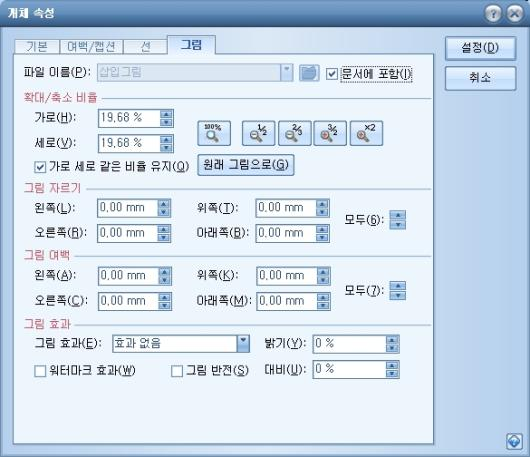 개체 속성
기본 여백/캡션 선 그림
설정(D)
취소
파일 이름(P): 삽입그림 문서에 포함(I)
확대/축소 비율
가로(H): 19.68 %
세로(V): 19.68 %
100% 1/2 2/3 3/2 ×2
가로 세로 같은 비율 유지(O) 원래 그림으로(G)
그림 자르기
왼쪽(L): 0.00 mm 위쪽(T): 0.00 mm
오른쪽(R): 0.00 mm 아래쪽(B): 0.00 mm
모두(6):
그림 여백
왼쪽(A): 0.00 mm 위쪽(K): 0.00 mm
오른쪽(C): 0.00 mm 아래쪽(M): 0.00 mm
모두(7):
그림 효과
그림 효과(E): 효과 없음 밝기(Y): 0 %
워터마크 효과(W) 그림 반전(S) 대비(U): 0 %